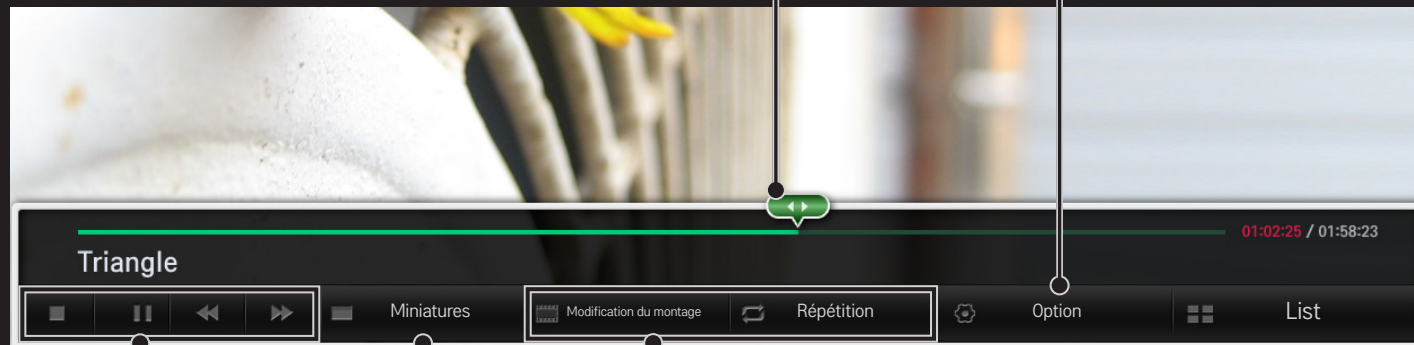 01:02:25 / 01:58:23
Triangle
Miniatures Modification du montage Répétition Option List